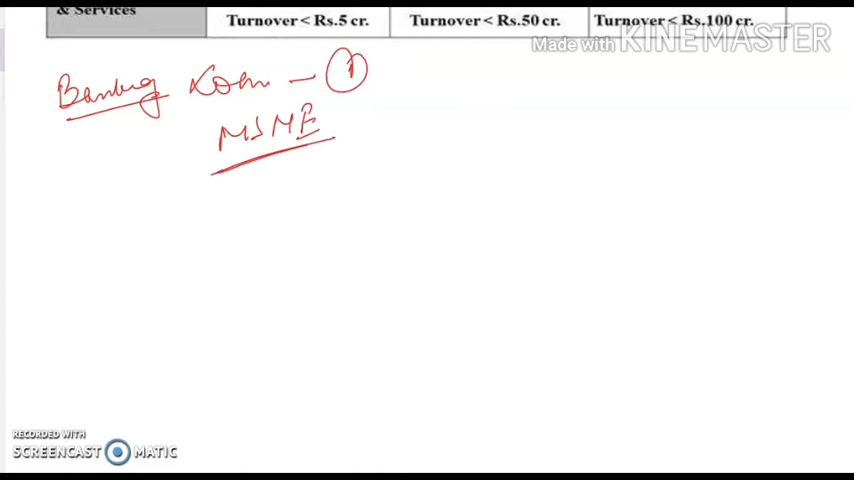 & Services Turnover < Rs.5 cr. Turnover < Rs.50 cr. Turnover < Rs.100 cr.
Made with KINEMASTER
Banking Loan - 1
MSME
RECORDED WITH
SCREENCAST MATIC